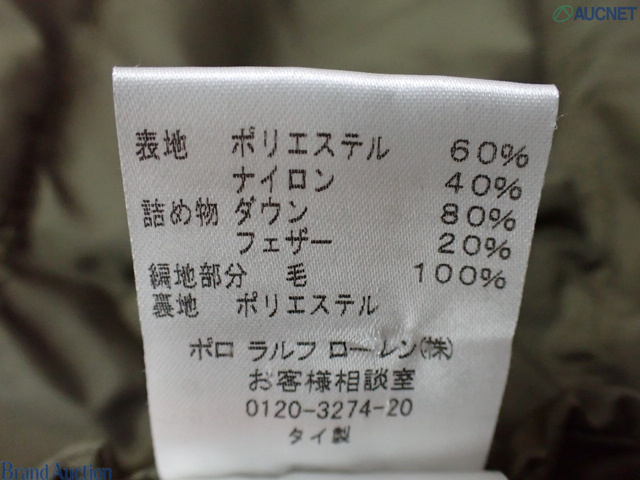 AUCNET
表地 ポリエステル 60%
ナイロン 40%
詰め物 ダウン 80%
フェザー 20%
編地部分 毛 100%
裏地 ポリエステル
ポロ ラルフ ローレン(株)
お客様相談室
0120-3274-20
タイ製
Brand Auction